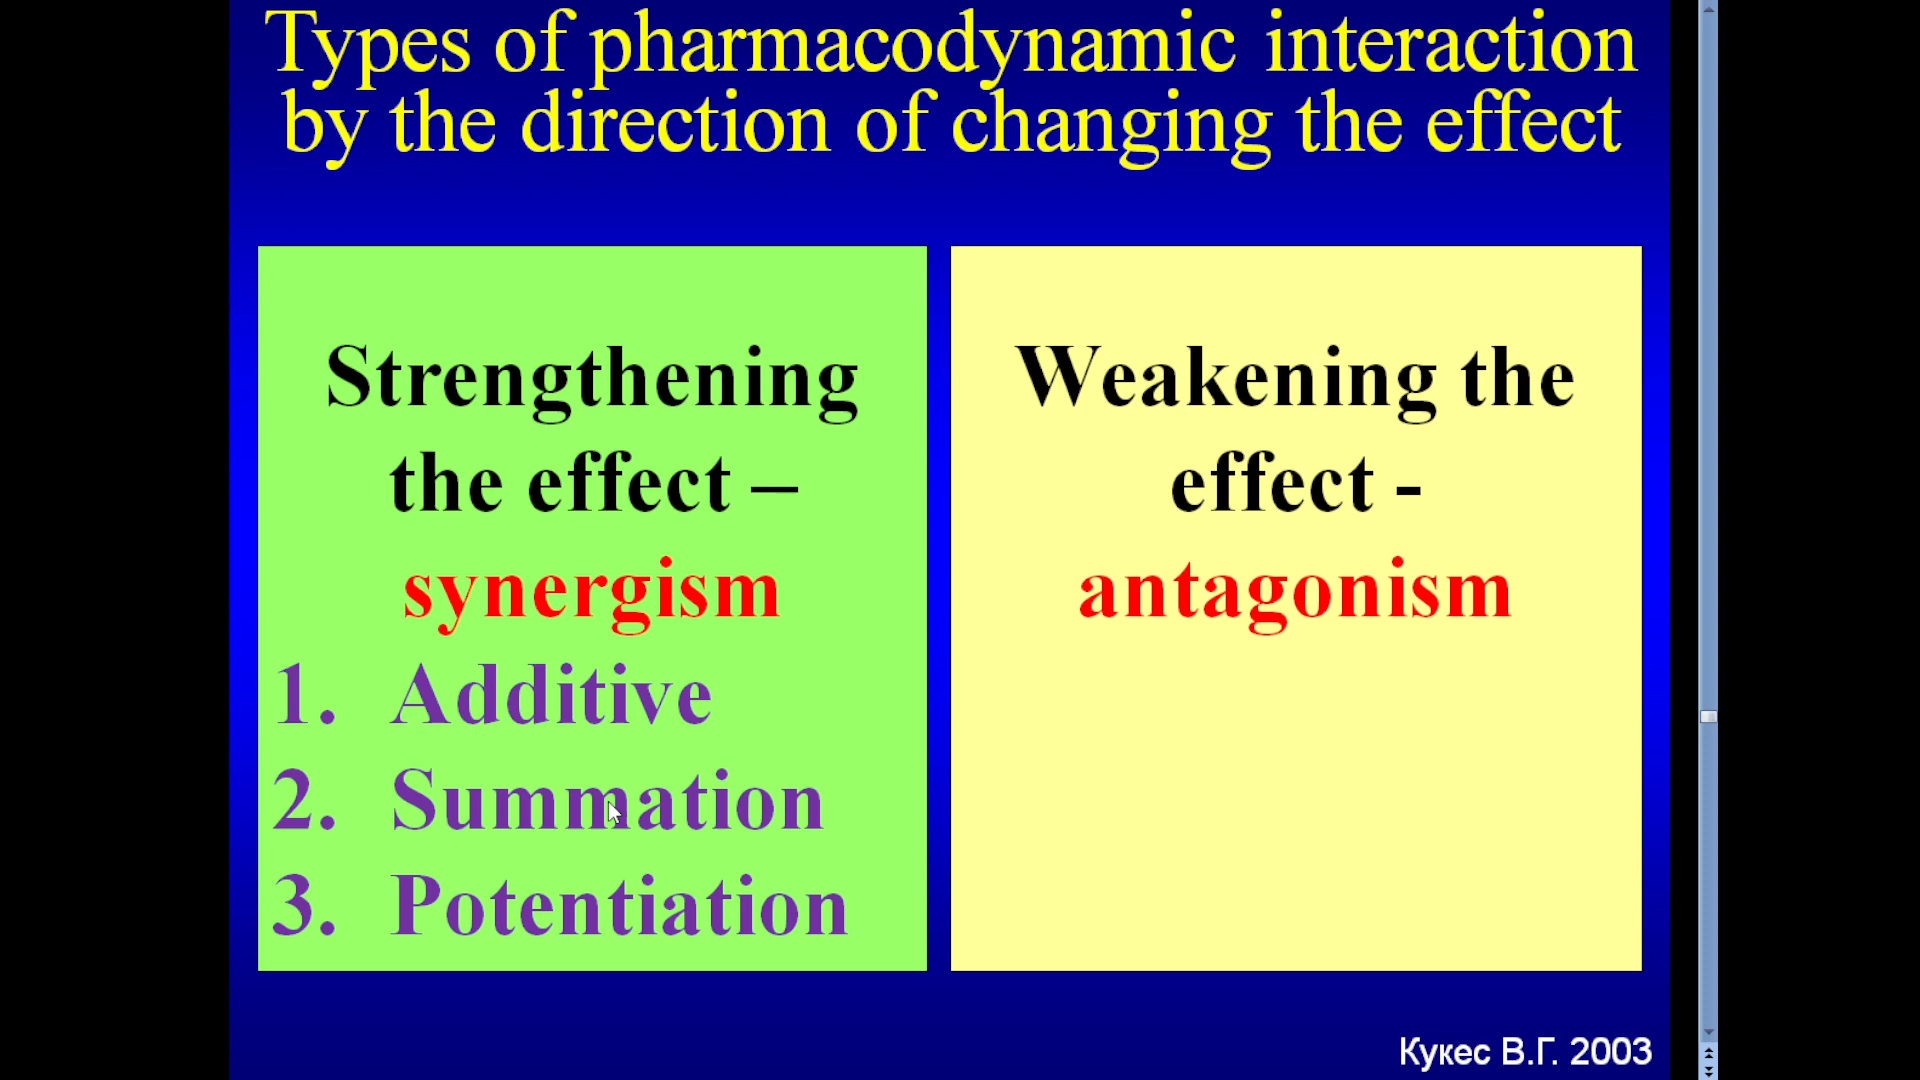 Types of pharmacodynamic interaction
by the direction of changing the effect
Strengthening
the effect –
synergism
1. Additive
2. Summation
3. Potentiation
Weakening the
effect -
antagonism
Кукес В.Г. 2003